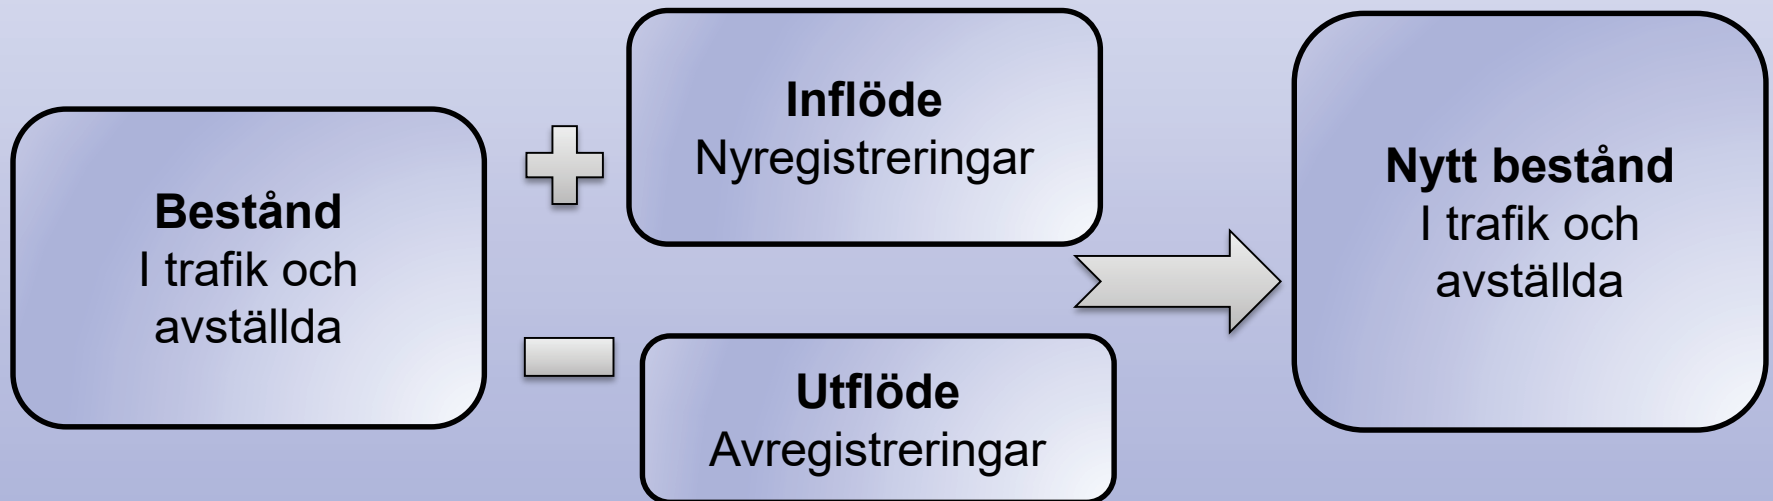 Bestånd
I trafik och
avställda
Inflöde
Nyregistreringar
Utflöde
Avregistreringar
Nytt bestånd
I trafik och
avställda